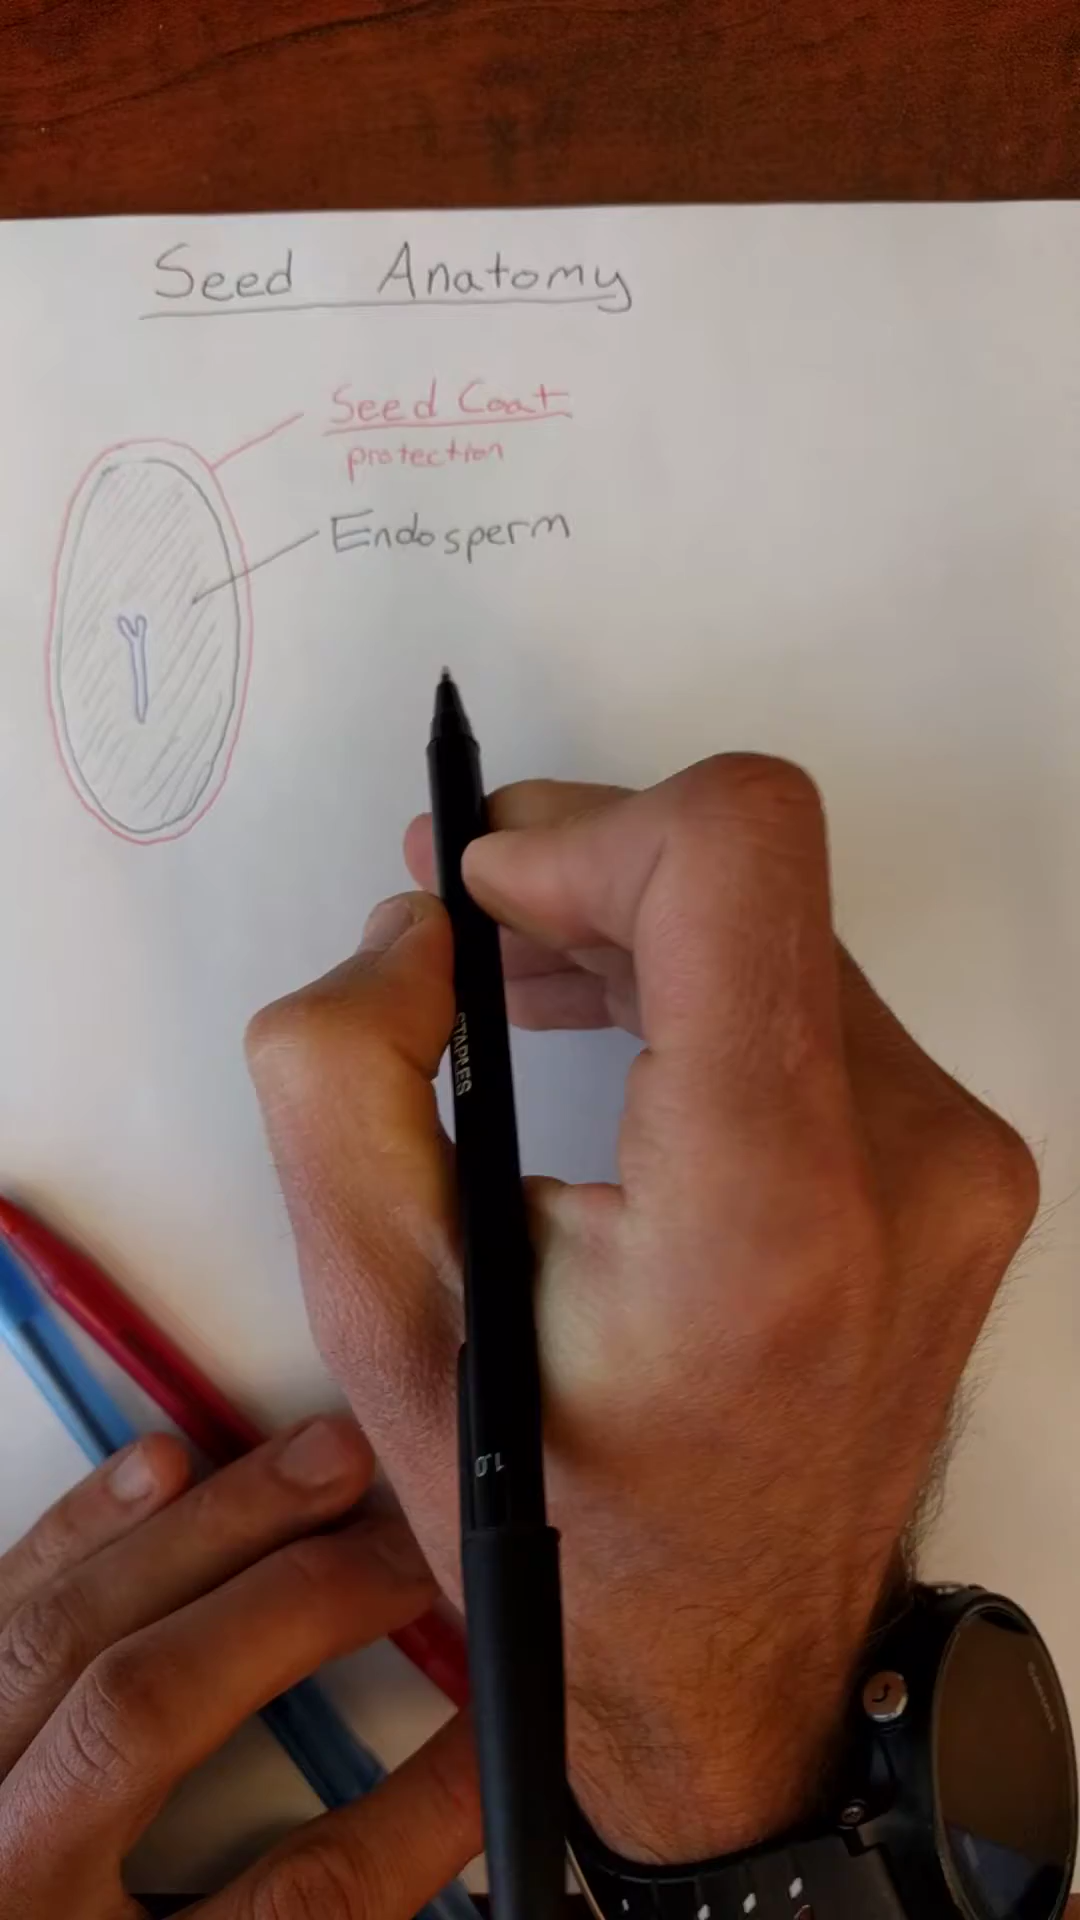 Seed Anatomy
Seed Coat
protection
Endosperm
STAPLES
1.0